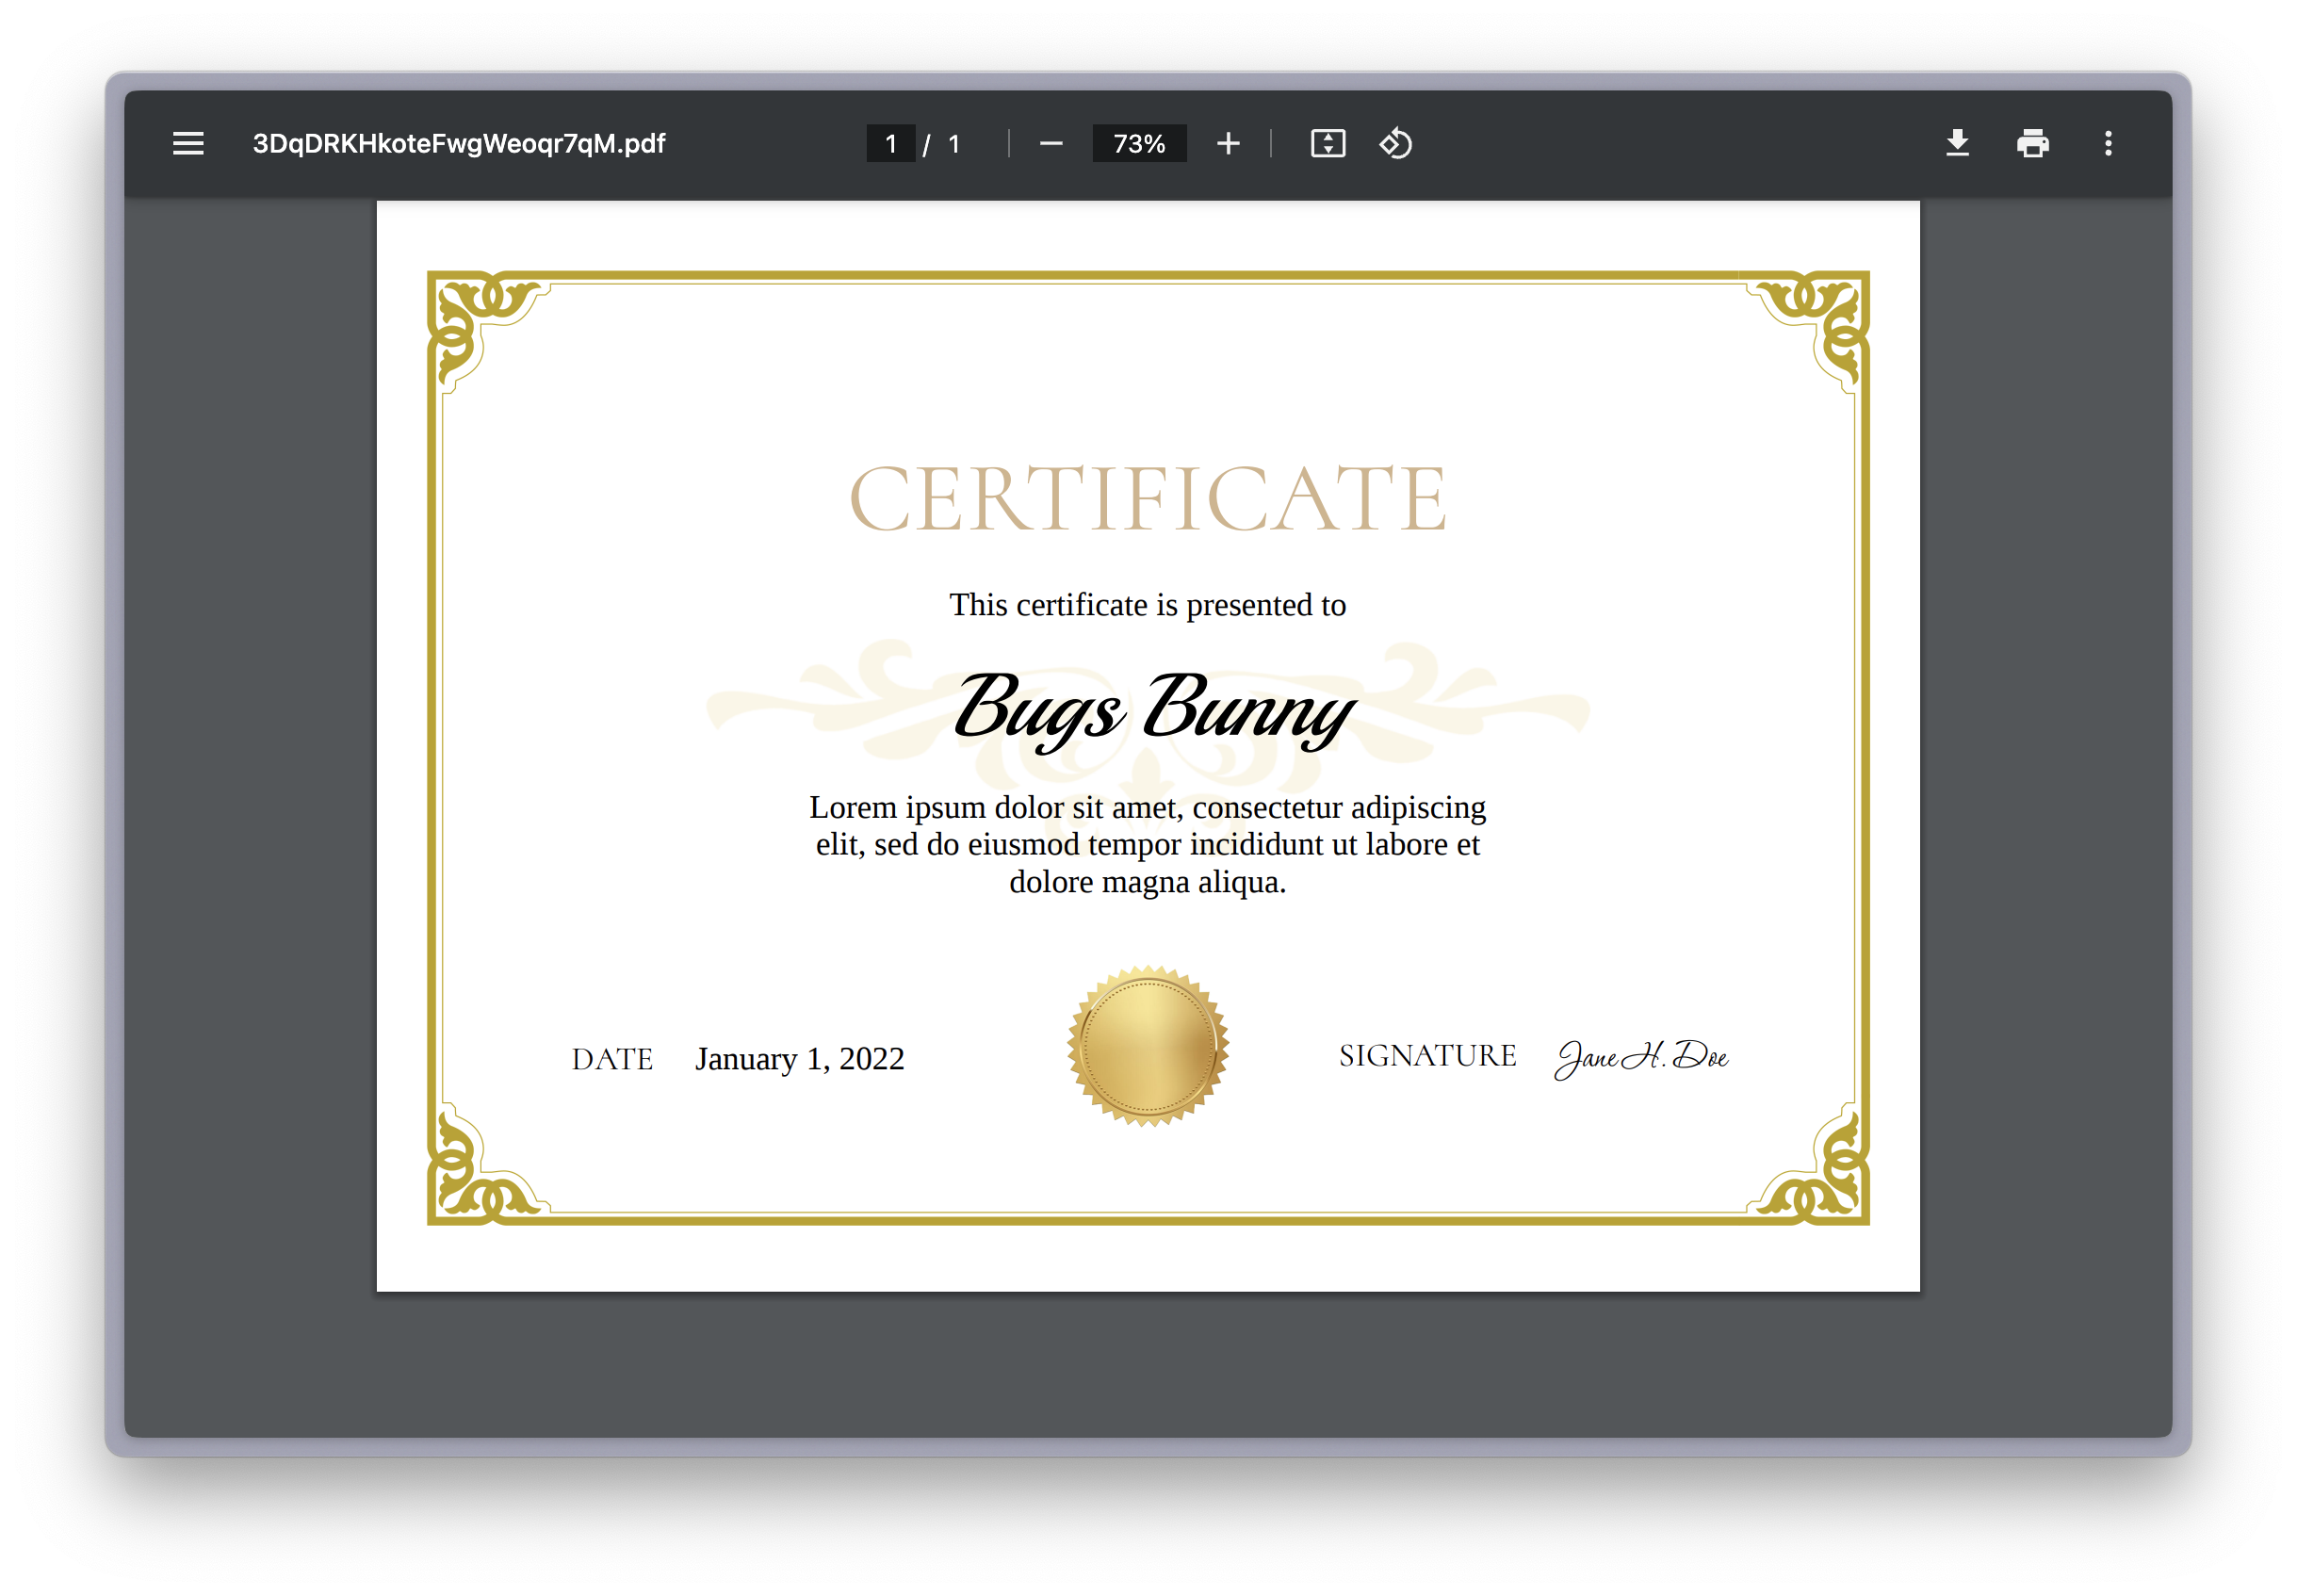 3DqDRKHkoteFwgWeoqr7qM.pdf 1 / 1 73%
CERTIFICATE
This certificate is presented to
Bugs Bunny
Lorem ipsum dolor sit amet, consectetur adipiscing
elit, sed do eiusmod tempor incididunt ut labore et
dolore magna aliqua.
DATE January 1, 2022 SIGNATURE Jane H. Doe